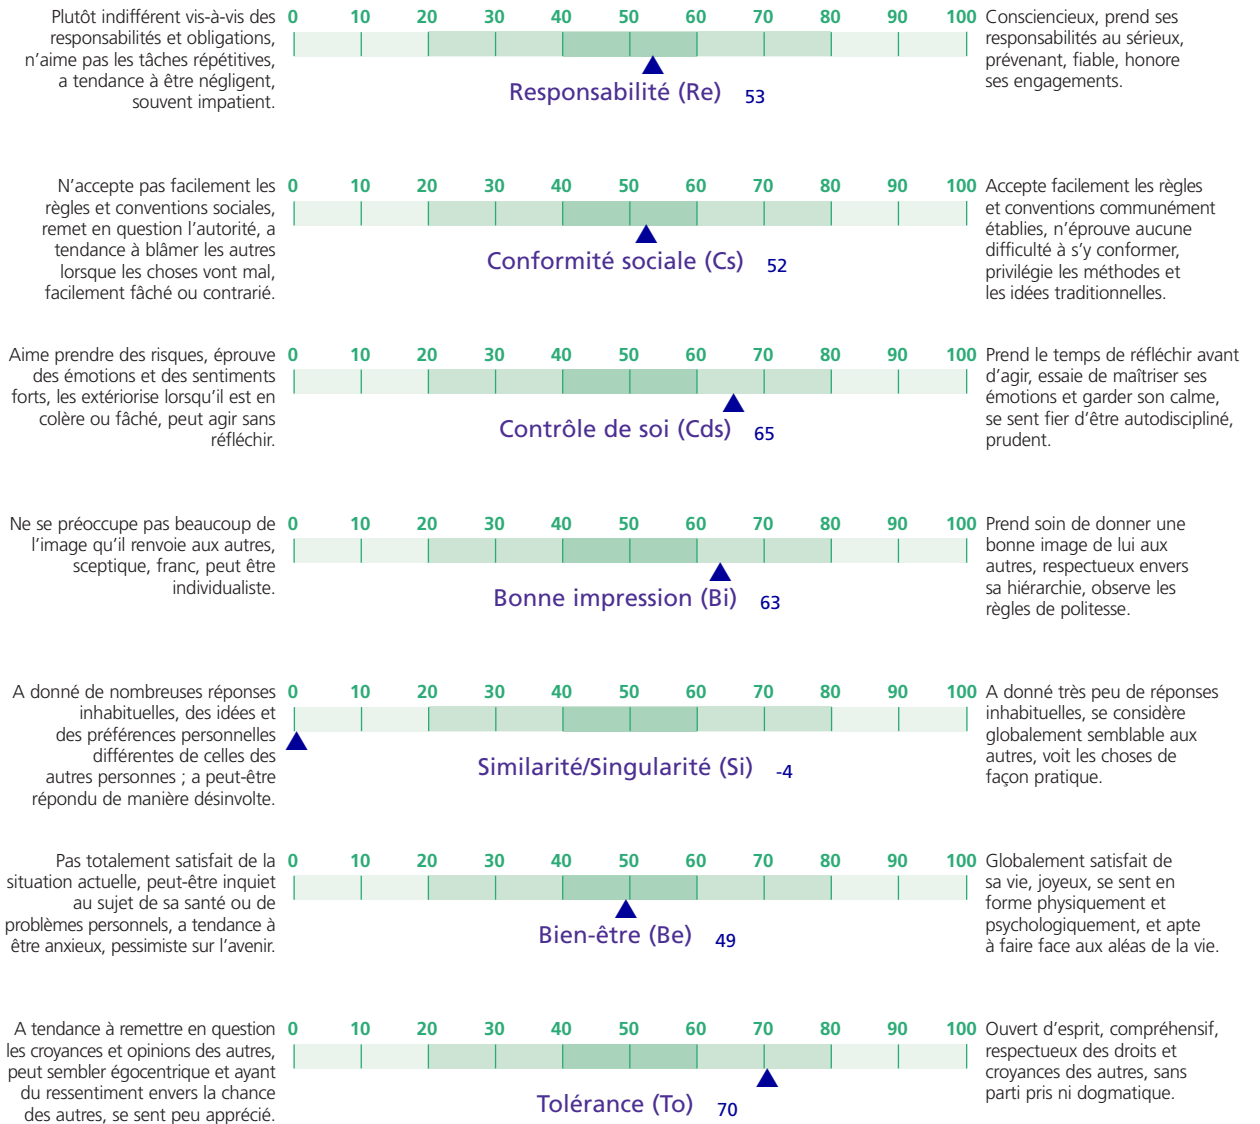 Plutôt indifférent vis-à-vis des
responsabilités et obligations,
n’aime pas les tâches répétitives,
a tendance à être négligent,
souvent impatient.
0 10 20 30 40 50 60 70 80 90 100
Responsabilité (Re) 53
Consciencieux, prend ses
responsabilités au sérieux,
prévenant, fiable, honore
ses engagements.
N’accepte pas facilement les
règles et conventions sociales,
remet en question l’autorité, a
tendance à blâmer les autres
lorsque les choses vont mal,
facilement fâché ou contrarié.
0 10 20 30 40 50 60 70 80 90 100
Conformité sociale (Cs) 52
Accepte facilement les règles
et conventions communément
établies, n’éprouve aucune
difficulté à s’y conformer,
privilégie les méthodes et
les idées traditionnelles.
Aime prendre des risques, éprouve
des émotions et des sentiments
forts, les extériorise lorsqu'il est en
colère ou fâché, peut agir sans
réfléchir.
0 10 20 30 40 50 60 70 80 90 100
Contrôle de soi (Cds) 65
Prend le temps de réfléchir avant
d’agir, essaie de maîtriser ses
émotions et garder son calme,
se sent fier d’être autodiscipliné,
prudent.
Ne se préoccupe pas beaucoup de
l’image qu’il renvoie aux autres,
sceptique, franc, peut être
individualiste.
0 10 20 30 40 50 60 70 80 90 100
Bonne impression (Bi) 63
Prend soin de donner une
bonne image de lui aux
autres, respectueux envers
sa hiérarchie, observe les
règles de politesse.
A donné de nombreuses réponses
inhabituelles, des idées et
des préférences personnelles
différentes de celles des
autres personnes ; a peut-être
répondu de manière désinvolte.
0 10 20 30 40 50 60 70 80 90 100
Similarité/Singularité (Si) -4
A donné très peu de réponses
inhabituelles, se considère
globalement semblable aux
autres, voit les choses de
façon pratique.
Pas totalement satisfait de la
situation actuelle, peut-être inquiet
au sujet de sa santé ou de
problèmes personnels, a tendance à
être anxieux, pessimiste sur l’avenir.
0 10 20 30 40 50 60 70 80 90 100
Bien-être (Be) 49
Globalement satisfait de
sa vie, joyeux, se sent en
forme physiquement et
psychologiquement, et apte
à faire face aux aléas de la vie.
A tendance à remettre en question
les croyances et opinions des autres,
peut sembler égocentrique et ayant
du ressentiment envers la chance
des autres, se sent peu apprécié.
0 10 20 30 40 50 60 70 80 90 100
Tolérance (To) 70
Ouvert d’esprit, compréhensif,
respectueux des droits et
croyances des autres, sans
parti pris ni dogmatique.